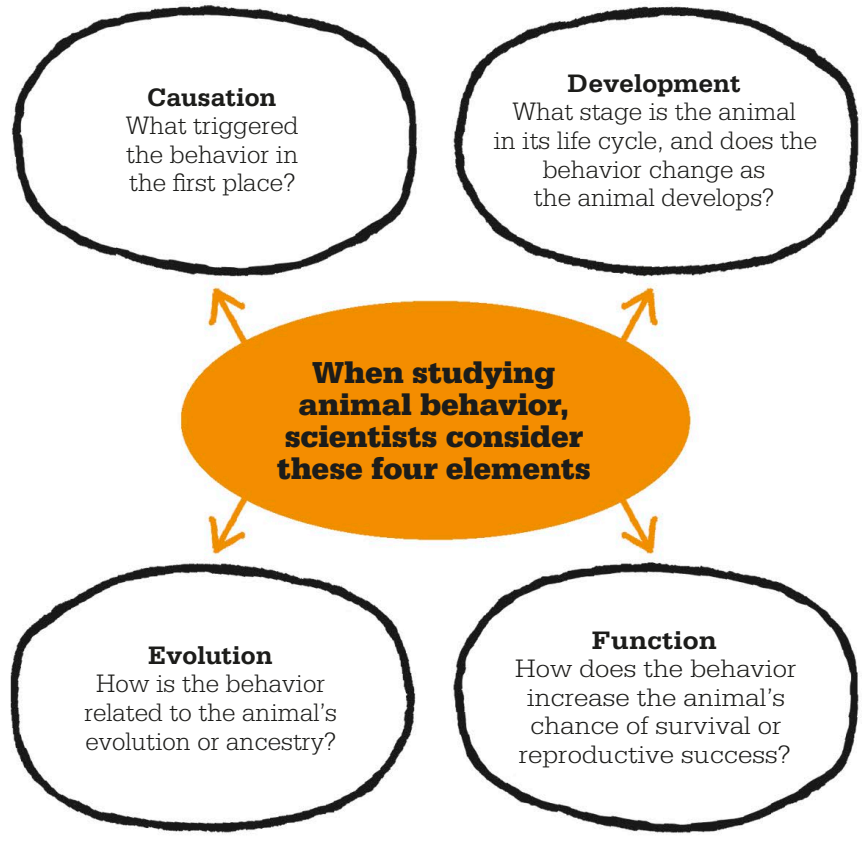 Causation
What triggered
the behavior in
the first place?
Development
What stage is the animal
in its life cycle, and does the
behavior change as
the animal develops?
When studying
animal behavior,
scientists consider
these four elements
Evolution
How is the behavior
related to the animal's
evolution or ancestry?
Function
How does the behavior
increase the animal's
chance of survival or
reproductive success?